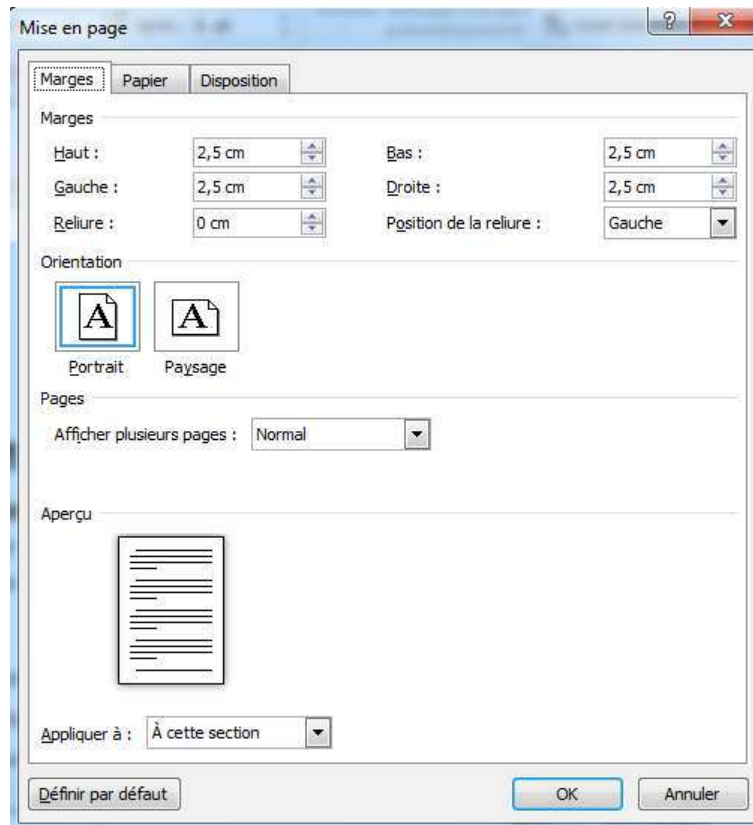 Mise en page
Marges Papier Disposition
Marges
Haut : 2,5 cm Bas : 2,5 cm
Gauche : 2,5 cm Droite : 2,5 cm
Reliure : 0 cm Position de la reliure : Gauche
Orientation
A A
Portrait Paysage
Pages
Afficher plusieurs pages : Normal
Aperçu
Appliquer à : À cette section
Définir par défaut OK Annuler